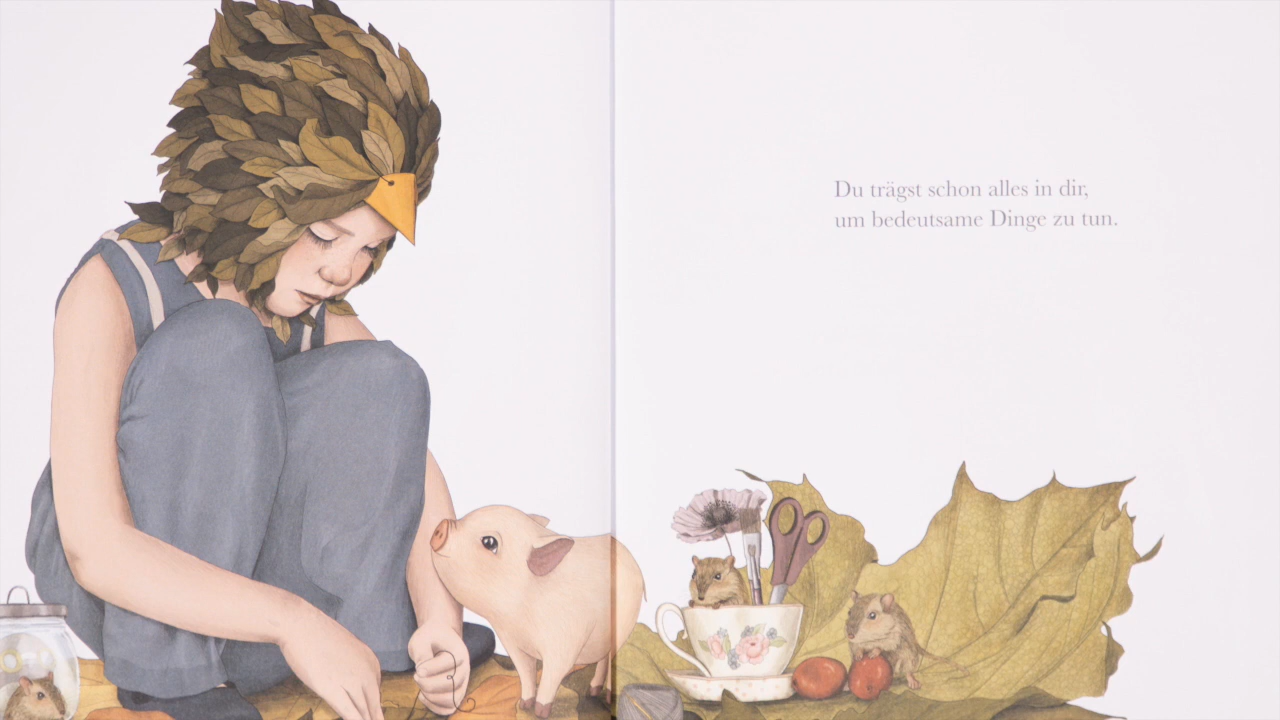 Du trägst schon alles in dir,
um bedeutsame Dinge zu tun.